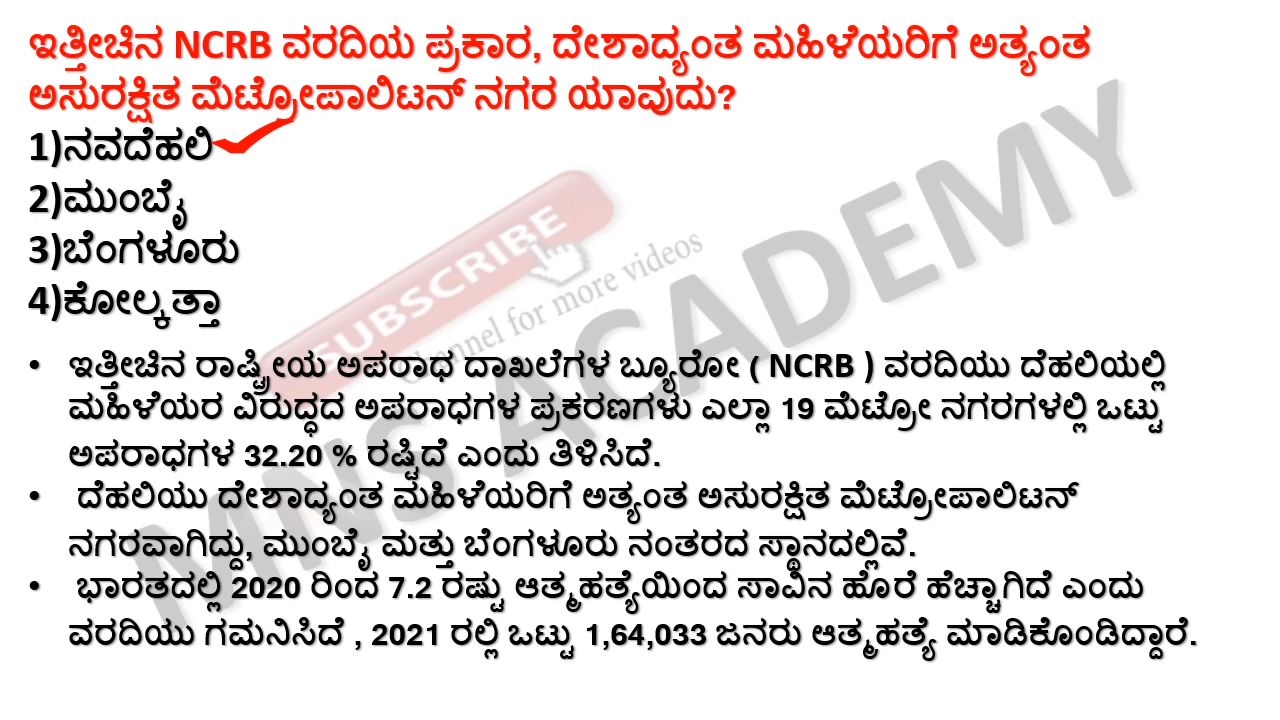 ಇತ್ತೀಚಿನ NCRB ವರದಿಯ ಪ್ರಕಾರ, ದೇಶಾದ್ಯಂತ ಮಹಿಳೆಯರಿಗೆ ಅತ್ಯಂತ
ಅಸುರಕ್ಷಿತ ಮೆಟ್ರೋಪಾಲಿಟನ್ ನಗರ ಯಾವುದು?
1)ನವದೆಹಲಿ
2)ಮುಂಬೈ
3)ಬೆಂಗಳೂರು
4)ಕೋಲ್ಕತ್ತಾ
• ಇತ್ತೀಚಿನ ರಾಷ್ಟ್ರೀಯ ಅಪರಾಧ ದಾಖಲೆಗಳ ಬ್ಯೂರೋ ( NCRB ) ವರದಿಯು ದೆಹಲಿಯಲ್ಲಿ
ಮಹಿಳೆಯರ ವಿರುದ್ಧದ ಅಪರಾಧಗಳ ಪ್ರಕರಣಗಳು ಎಲ್ಲಾ 19 ಮೆಟ್ರೋ ನಗರಗಳಲ್ಲಿ ಒಟ್ಟು
ಅಪರಾಧಗಳ 32.20 % ರಷ್ಟಿದೆ ಎಂದು ತಿಳಿಸಿದೆ.
• ದೆಹಲಿಯು ದೇಶಾದ್ಯಂತ ಮಹಿಳೆಯರಿಗೆ ಅತ್ಯಂತ ಅಸುರಕ್ಷಿತ ಮೆಟ್ರೋಪಾಲಿಟನ್
ನಗರವಾಗಿದ್ದು, ಮುಂಬೈ ಮತ್ತು ಬೆಂಗಳೂರು ನಂತರದ ಸ್ಥಾನದಲ್ಲಿವೆ.
• ಭಾರತದಲ್ಲಿ 2020 ರಿಂದ 7.2 ರಷ್ಟು ಆತ್ಮಹತ್ಯೆಯಿಂದ ಸಾವಿನ ಹೊರೆ ಹೆಚ್ಚಾಗಿದೆ ಎಂದು
ವರದಿಯು ಗಮನಿಸಿದೆ , 2021 ರಲ್ಲಿ ಒಟ್ಟು 1,64,033 ಜನರು ಆತ್ಮಹತ್ಯೆ ಮಾಡಿಕೊಂಡಿದ್ದಾರೆ.
SUBSCRIBE
Channel for more videos
MNS ACADEMY